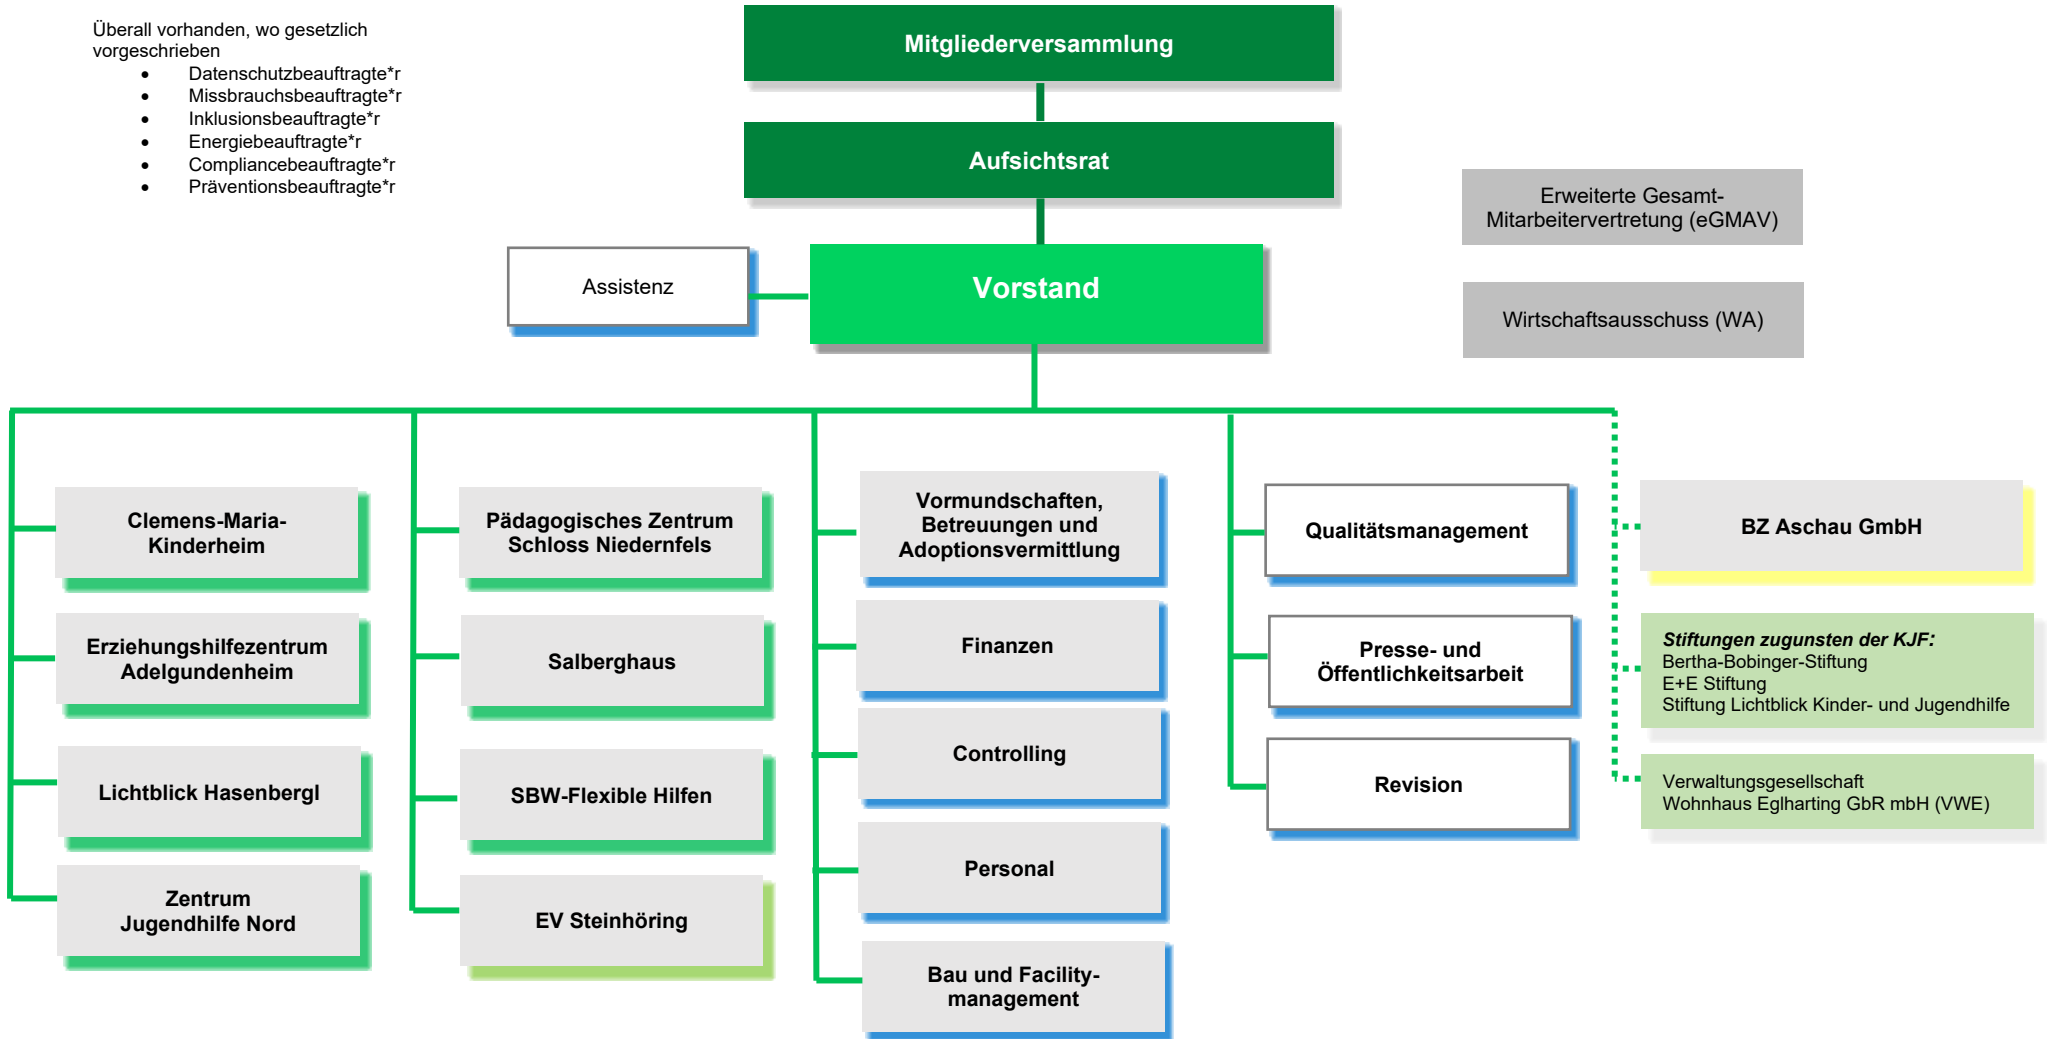 Überall vorhanden, wo gesetzlich
vorgeschrieben
• Datenschutzbeauftragte*r
• Missbrauchsbeauftragte*r
• Inklusionsbeauftragte*r
• Energiebeauftragte*r
• Compliancebeauftragte*r
• Präventionsbeauftragte*r
Mitgliederversammlung
Aufsichtsrat
Erweiterte Gesamt-
Mitarbeitervertretung (eGMAV)
Assistenz
Vorstand
Wirtschaftsausschuss (WA)
Clemens-Maria-
Kinderheim
Erziehungshilfezentrum
Adelgundenheim
Lichtblick Hasenbergl
Zentrum
Jugendhilfe Nord
Pädagogisches Zentrum
Schloss Niedernfels
Salberghaus
SBW-Flexible Hilfen
EV Steinhöring
Vormundschaften,
Betreuungen und
Adoptionsvermittlung
Finanzen
Controlling
Personal
Bau und Facility-
management
Qualitätsmanagement
Presse- und
Öffentlichkeitsarbeit
Revision
BZ Aschau GmbH
Stiftungen zugunsten der KJF:
Bertha-Bobinger-Stiftung
E+E Stiftung
Stiftung Lichtblick Kinder- und Jugendhilfe
Verwaltungsgesellschaft
Wohnhaus Eglharting GbR mbH (VWE)